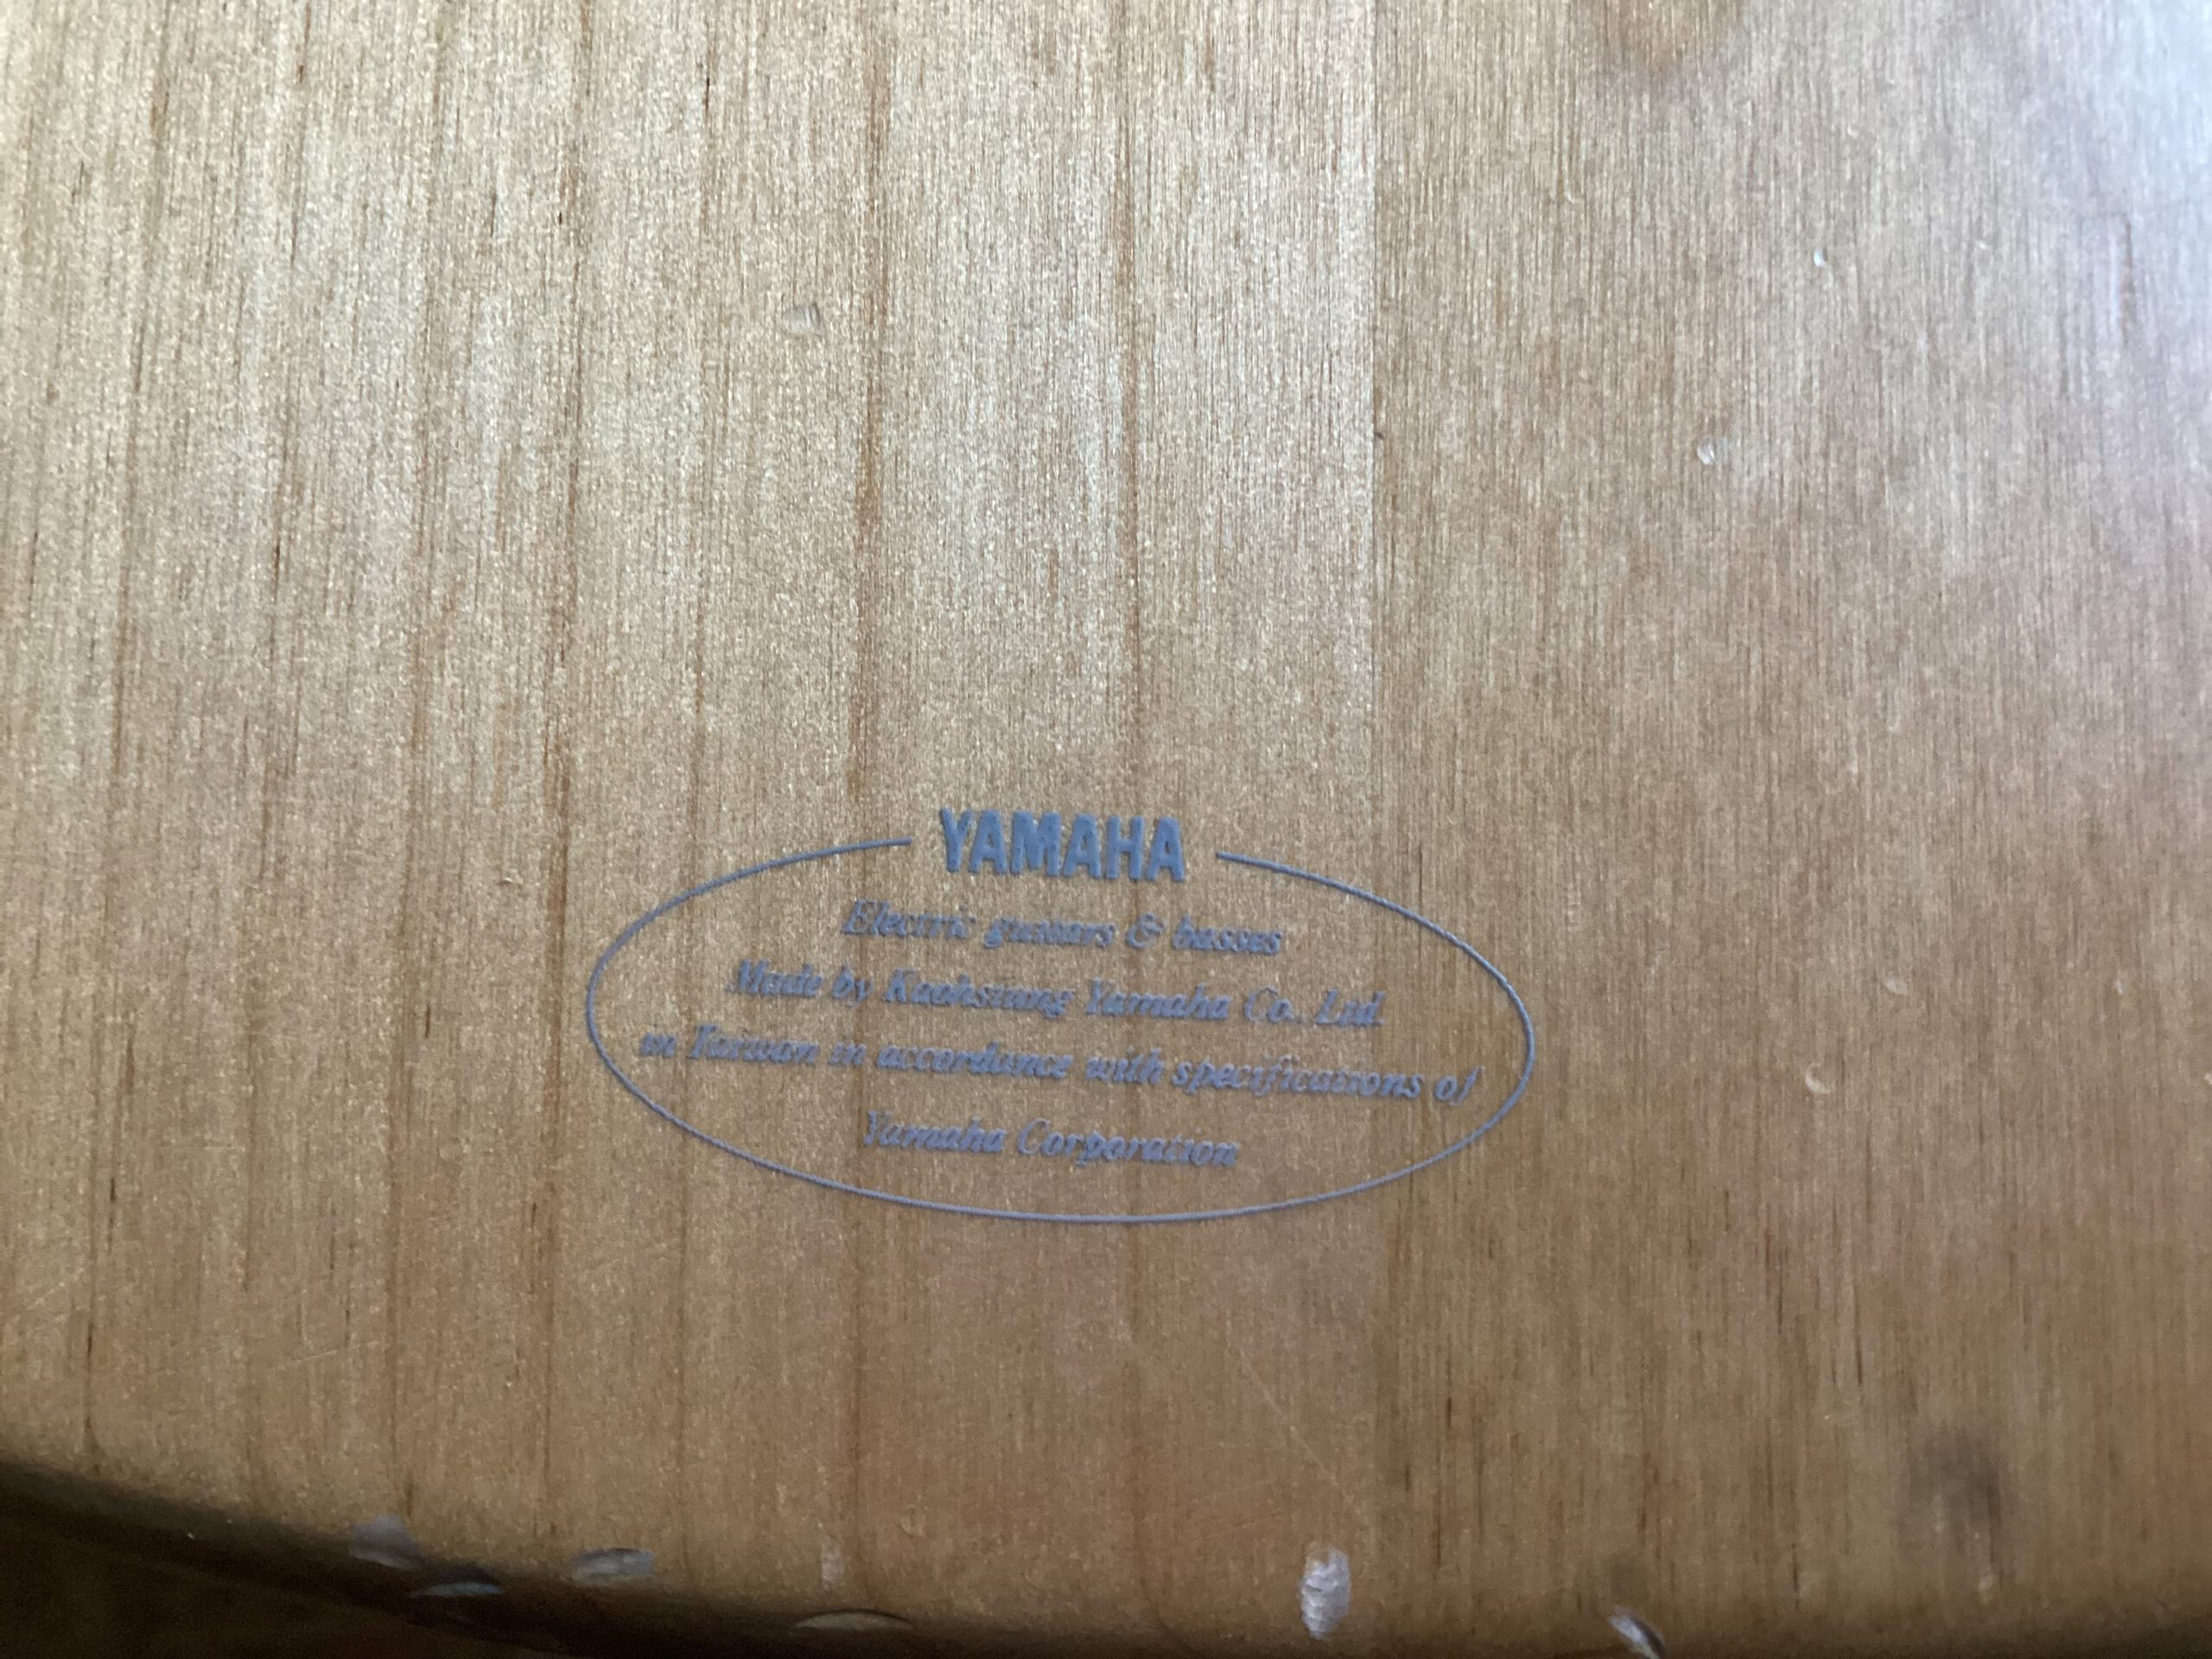 YAMAHA
Electric guitars & basses
Made by Kaohsiung Yamaha Co., Ltd.
in Taiwan in accordance with specifications of
Yamaha Corporation